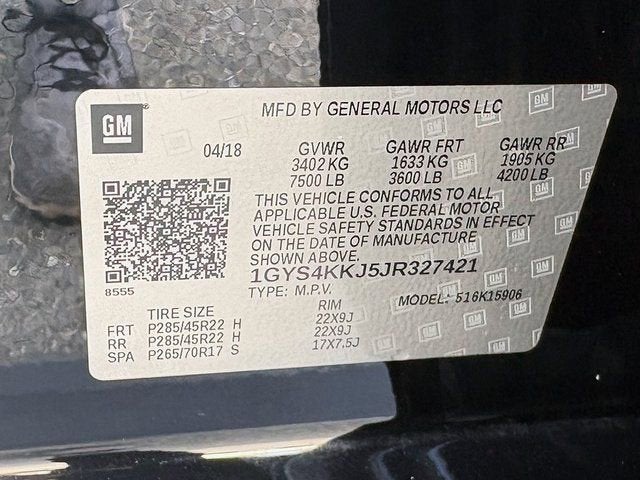 GM
MFD BY GENERAL MOTORS LLC
04/18 GVWR GAWR FRT GAWR RR
3402 KG 1633 KG 1905 KG
7500 LB 3600 LB 4200 LB
THIS VEHICLE CONFORMS TO ALL
APPLICABLE U.S. FEDERAL MOTOR
VEHICLE SAFETY STANDARDS IN EFFECT
ON THE DATE OF MANUFACTURE
SHOWN ABOVE.
8555
1GYS4KKJ5JR327421
TYPE: M.P.V. MODEL: 516K15906
TIRE SIZE RIM
FRT P285/45R22 H 22X9J
RR P285/45R22 H 22X9J
SPA P265/70R17 S 17X7.5J